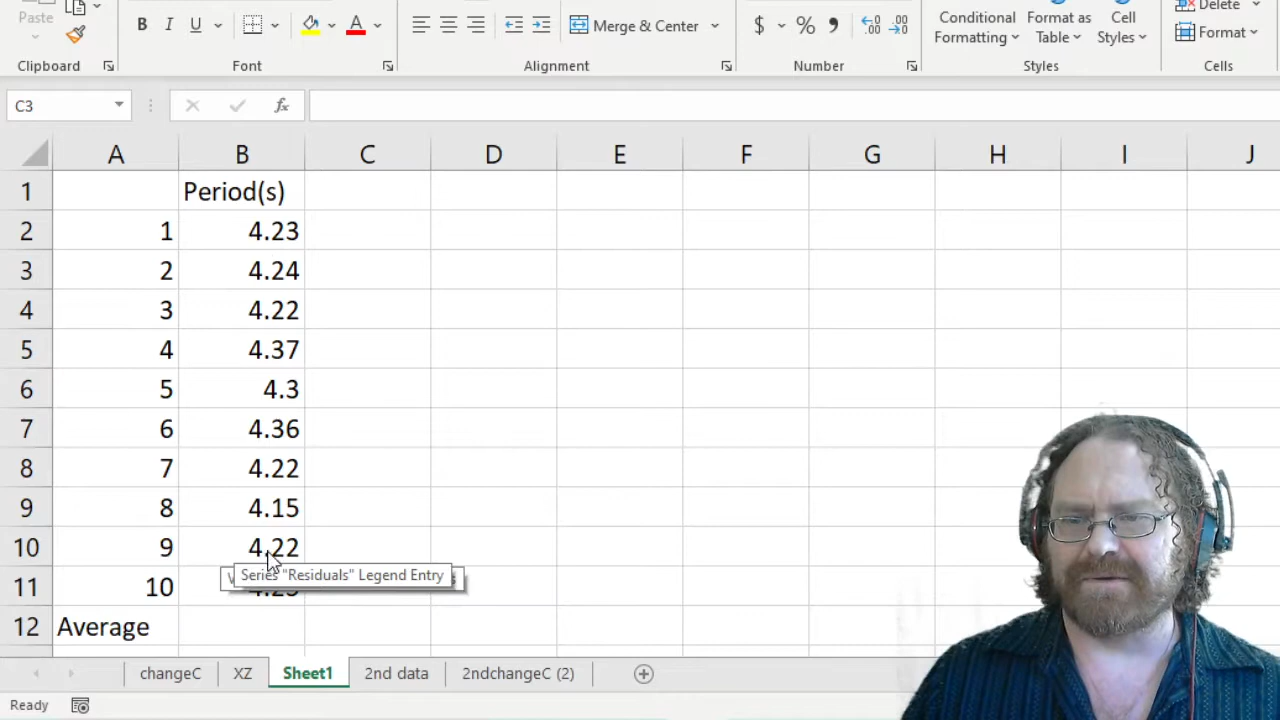 Paste
B I U A
Merge & Center
$ % 9 .00
Conditional Formatting
Format as Table
Cell Styles
Delete
Format
Clipboard Font Alignment Number Styles Cells
C3 fx
A B C D E F G H I J
1 Period(s)
2 1 4.23
3 2 4.24
4 3 4.22
5 4 4.37
6 5 4.3
7 6 4.36
8 7 4.22
9 8 4.15
10 9 4.22
Series "Residuals" Legend Entry
11 10
12 Average
changeC XZ Sheet1 2nd data 2ndchangeC (2)
Ready